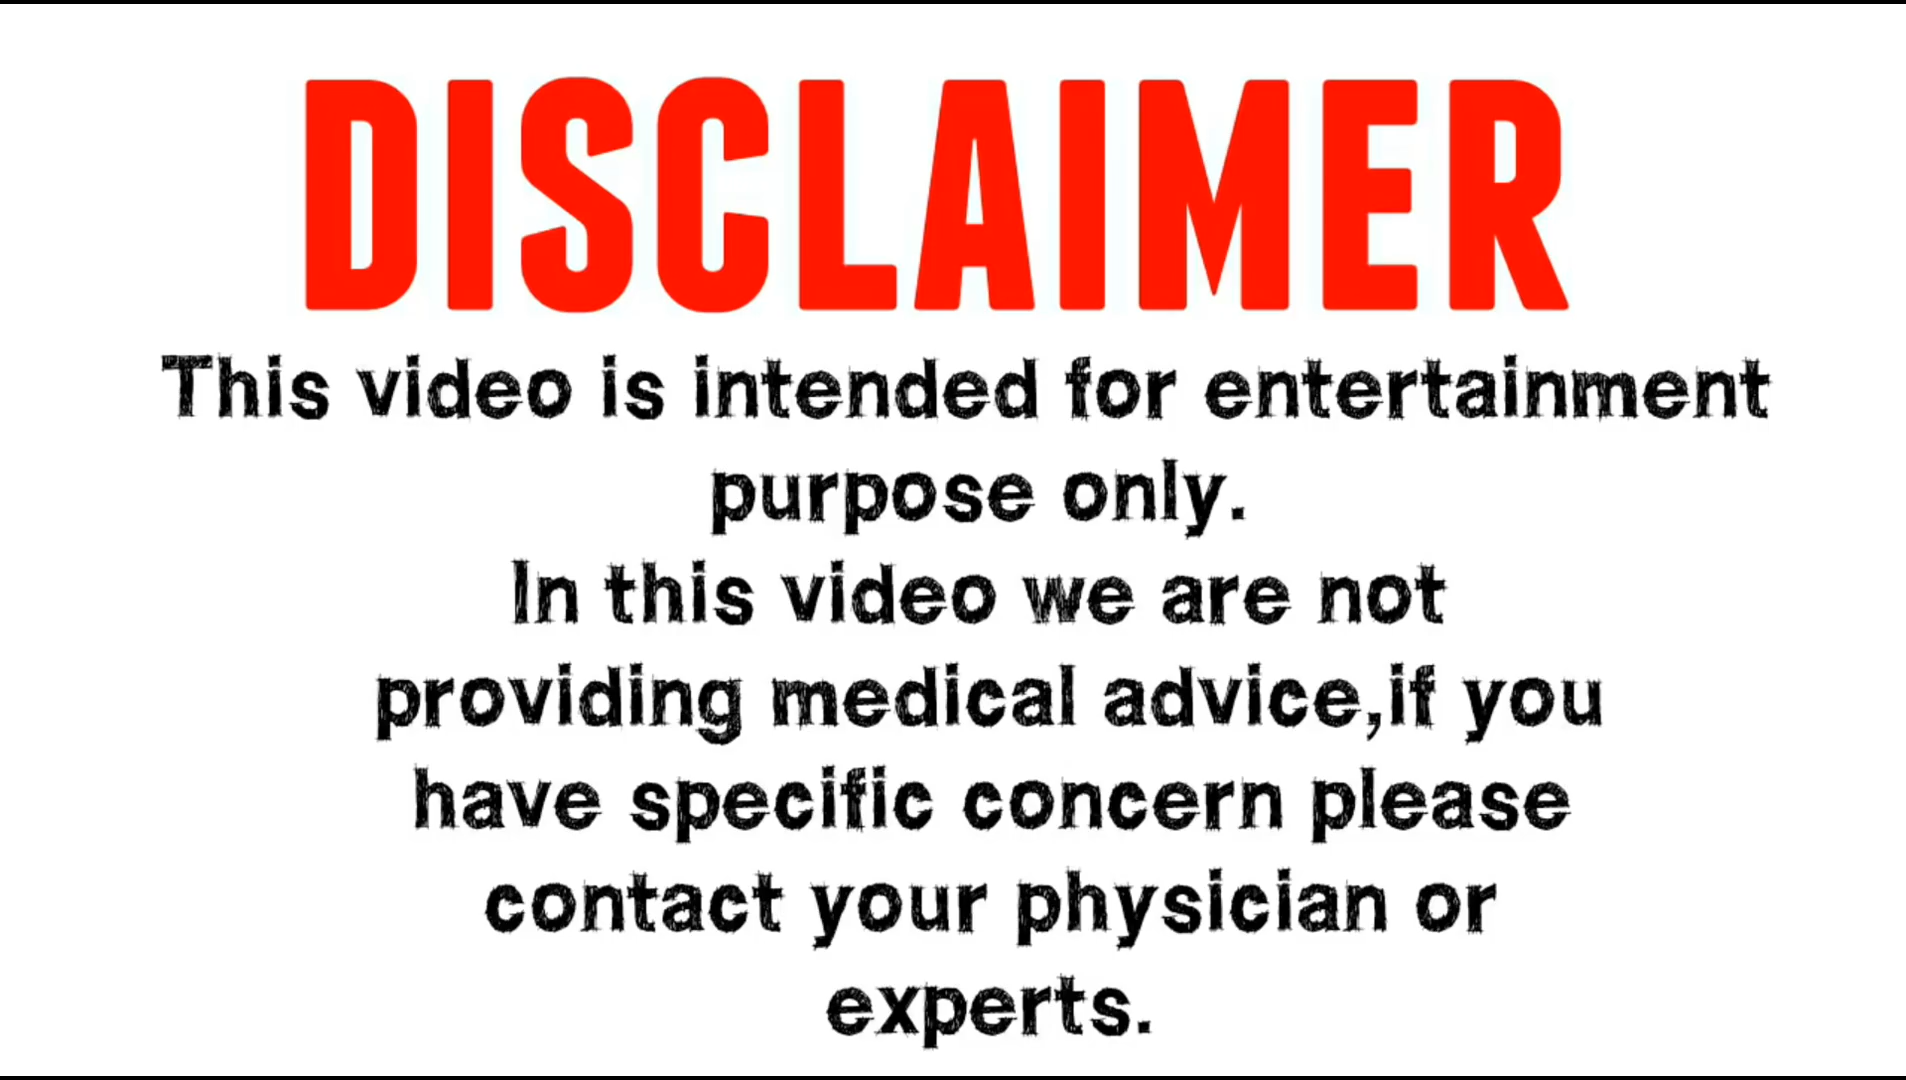 DISCLAIMER
This video is intended for entertainment
purpose only.
In this video we are not
providing medical advice,if you
have specific concern please
contact your physician or
experts.